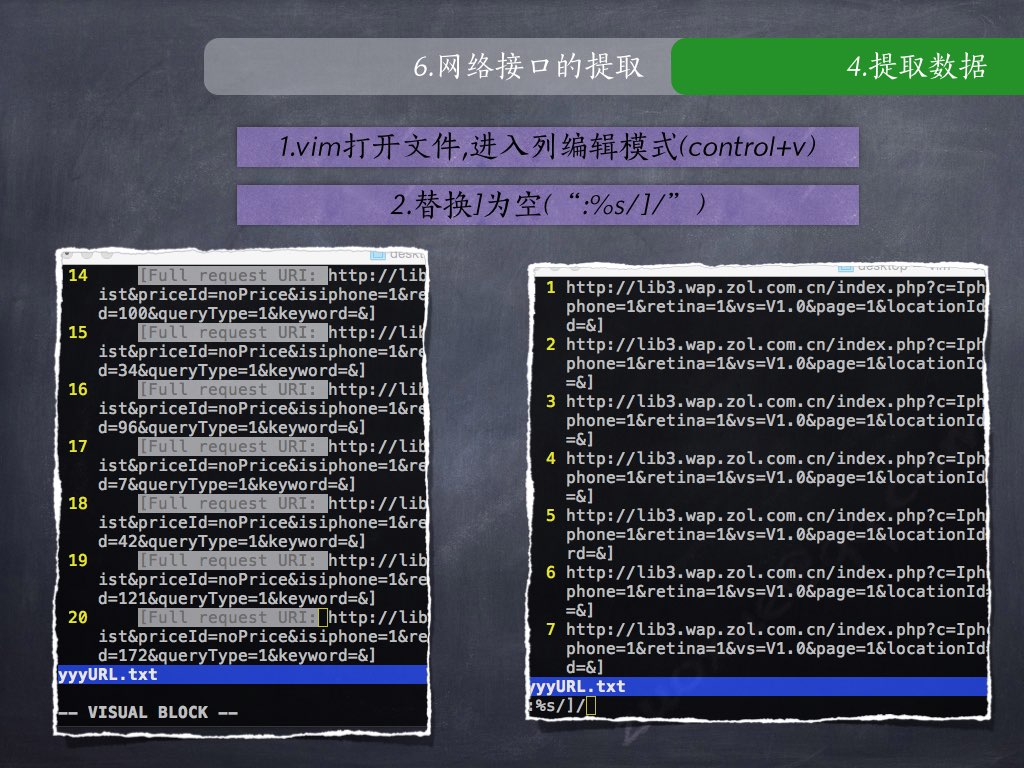 6.网络接口的提取
4.提取数据
1.vim打开文件,进入列编辑模式(control+v)
2.替换]为空(“:%s/]/”)
14 [Full request URI: http://lib
ist&priceId=noPrice&isiphone=1&re
d=100&queryType=1&keyword=&]
15 [Full request URI: http://lib
ist&priceId=noPrice&isiphone=1&re
d=34&queryType=1&keyword=&]
16 [Full request URI: http://lib
ist&priceId=noPrice&isiphone=1&re
d=96&queryType=1&keyword=&]
17 [Full request URI: http://lib
ist&priceId=noPrice&isiphone=1&re
d=7&queryType=1&keyword=&]
18 [Full request URI: http://lib
ist&priceId=noPrice&isiphone=1&re
d=42&queryType=1&keyword=&]
19 [Full request URI: http://lib
ist&priceId=noPrice&isiphone=1&re
d=121&queryType=1&keyword=&]
20 [Full request URI: http://lib
ist&priceId=noPrice&isiphone=1&re
d=172&queryType=1&keyword=&]
yyyURL.txt
-- VISUAL BLOCK --
desktop — vim
1 http://lib3.wap.zol.com.cn/index.php?c=Iph
phone=1&retina=1&vs=V1.0&page=1&locationId
d=&]
2 http://lib3.wap.zol.com.cn/index.php?c=Iph
phone=1&retina=1&vs=V1.0&page=1&locationId
=&]
3 http://lib3.wap.zol.com.cn/index.php?c=Iph
phone=1&retina=1&vs=V1.0&page=1&locationId
=&]
4 http://lib3.wap.zol.com.cn/index.php?c=Iph
phone=1&retina=1&vs=V1.0&page=1&locationId
=&]
5 http://lib3.wap.zol.com.cn/index.php?c=Iph
phone=1&retina=1&vs=V1.0&page=1&locationId
rd=&]
6 http://lib3.wap.zol.com.cn/index.php?c=Iph
phone=1&retina=1&vs=V1.0&page=1&locationId
=&]
7 http://lib3.wap.zol.com.cn/index.php?c=Iph
phone=1&retina=1&vs=V1.0&page=1&locationId
d=&]
yyyURL.txt
:%s/]/